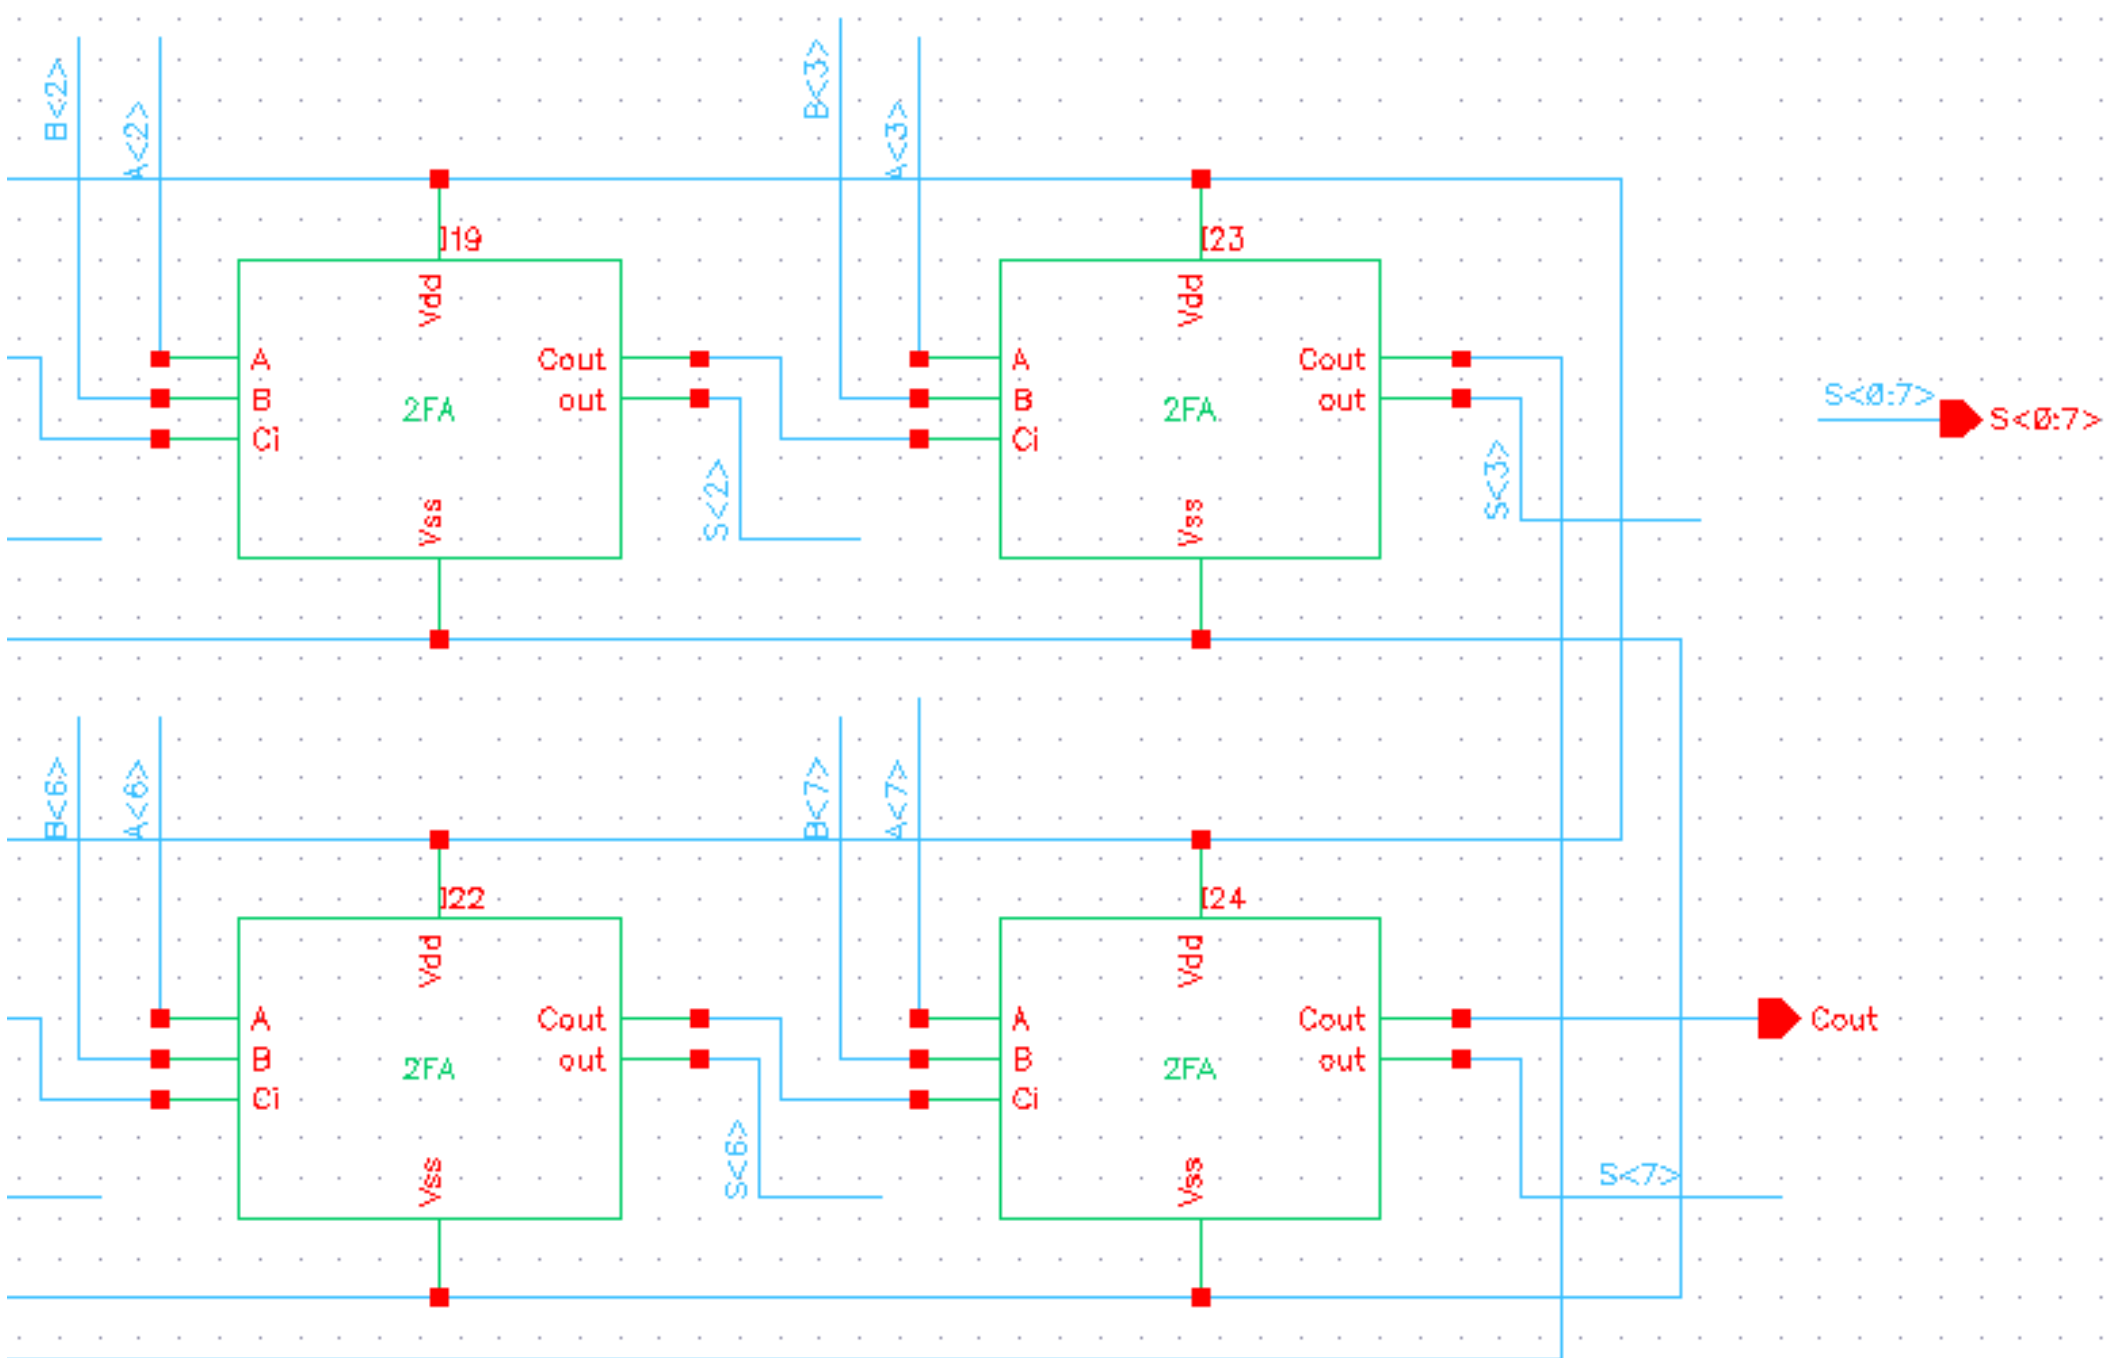 B<2>
A<2>
B<3>
A<3>
I19
I23
Vdd
Vdd
A
Cout
A
Cout
B
2FA
out
B
2FA
out
S<0:7>
S<0:7>
Ci
Ci
S<2>
S<3>
Vss
Vss
B<6>
A<6>
B<7>
A<7>
I22
I24
Vdd
Vdd
A
Cout
A
Cout
Cout
B
2FA
out
B
2FA
out
Ci
Ci
S<6>
S<7>
Vss
Vss